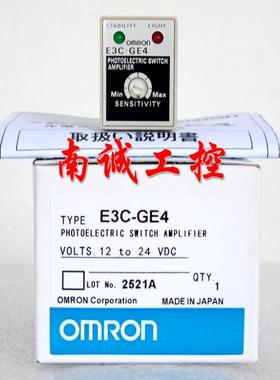 STABILITY LIGHT
OMRON
E3C-GE4
PHOTOELECTRIC SWITCH
AMPLIFIER
Min Max
SENSITIVITY
取扱い説明書
南诚工控
TYPE E3C-GE4
PHOTOELECTRIC SWITCH AMPLIFIER
VOLTS. 12 to 24 VDC
LOT No. 2521A QTY 1
OMRON Corporation MADE IN JAPAN
OMRON